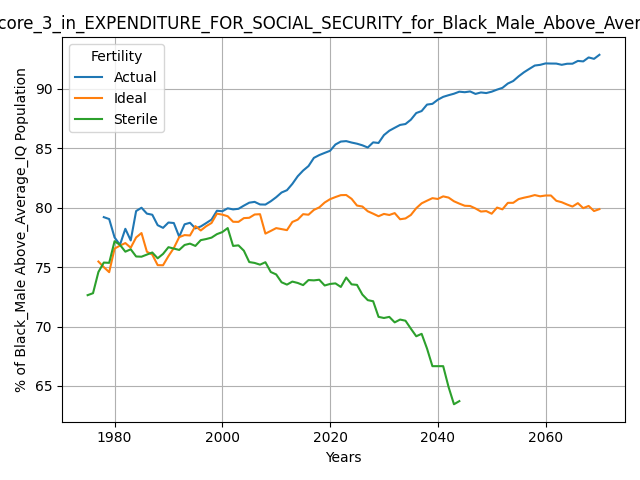 core_3_in_EXPENDITURE_FOR_SOCIAL_SECURITY_for_Black_Male_Above_Aver
Fertility
Actual
Ideal
Sterile
% of Black_Male Above_Average_IQ Population
90
85
80
75
70
65
1980 2000 2020 2040 2060
Years